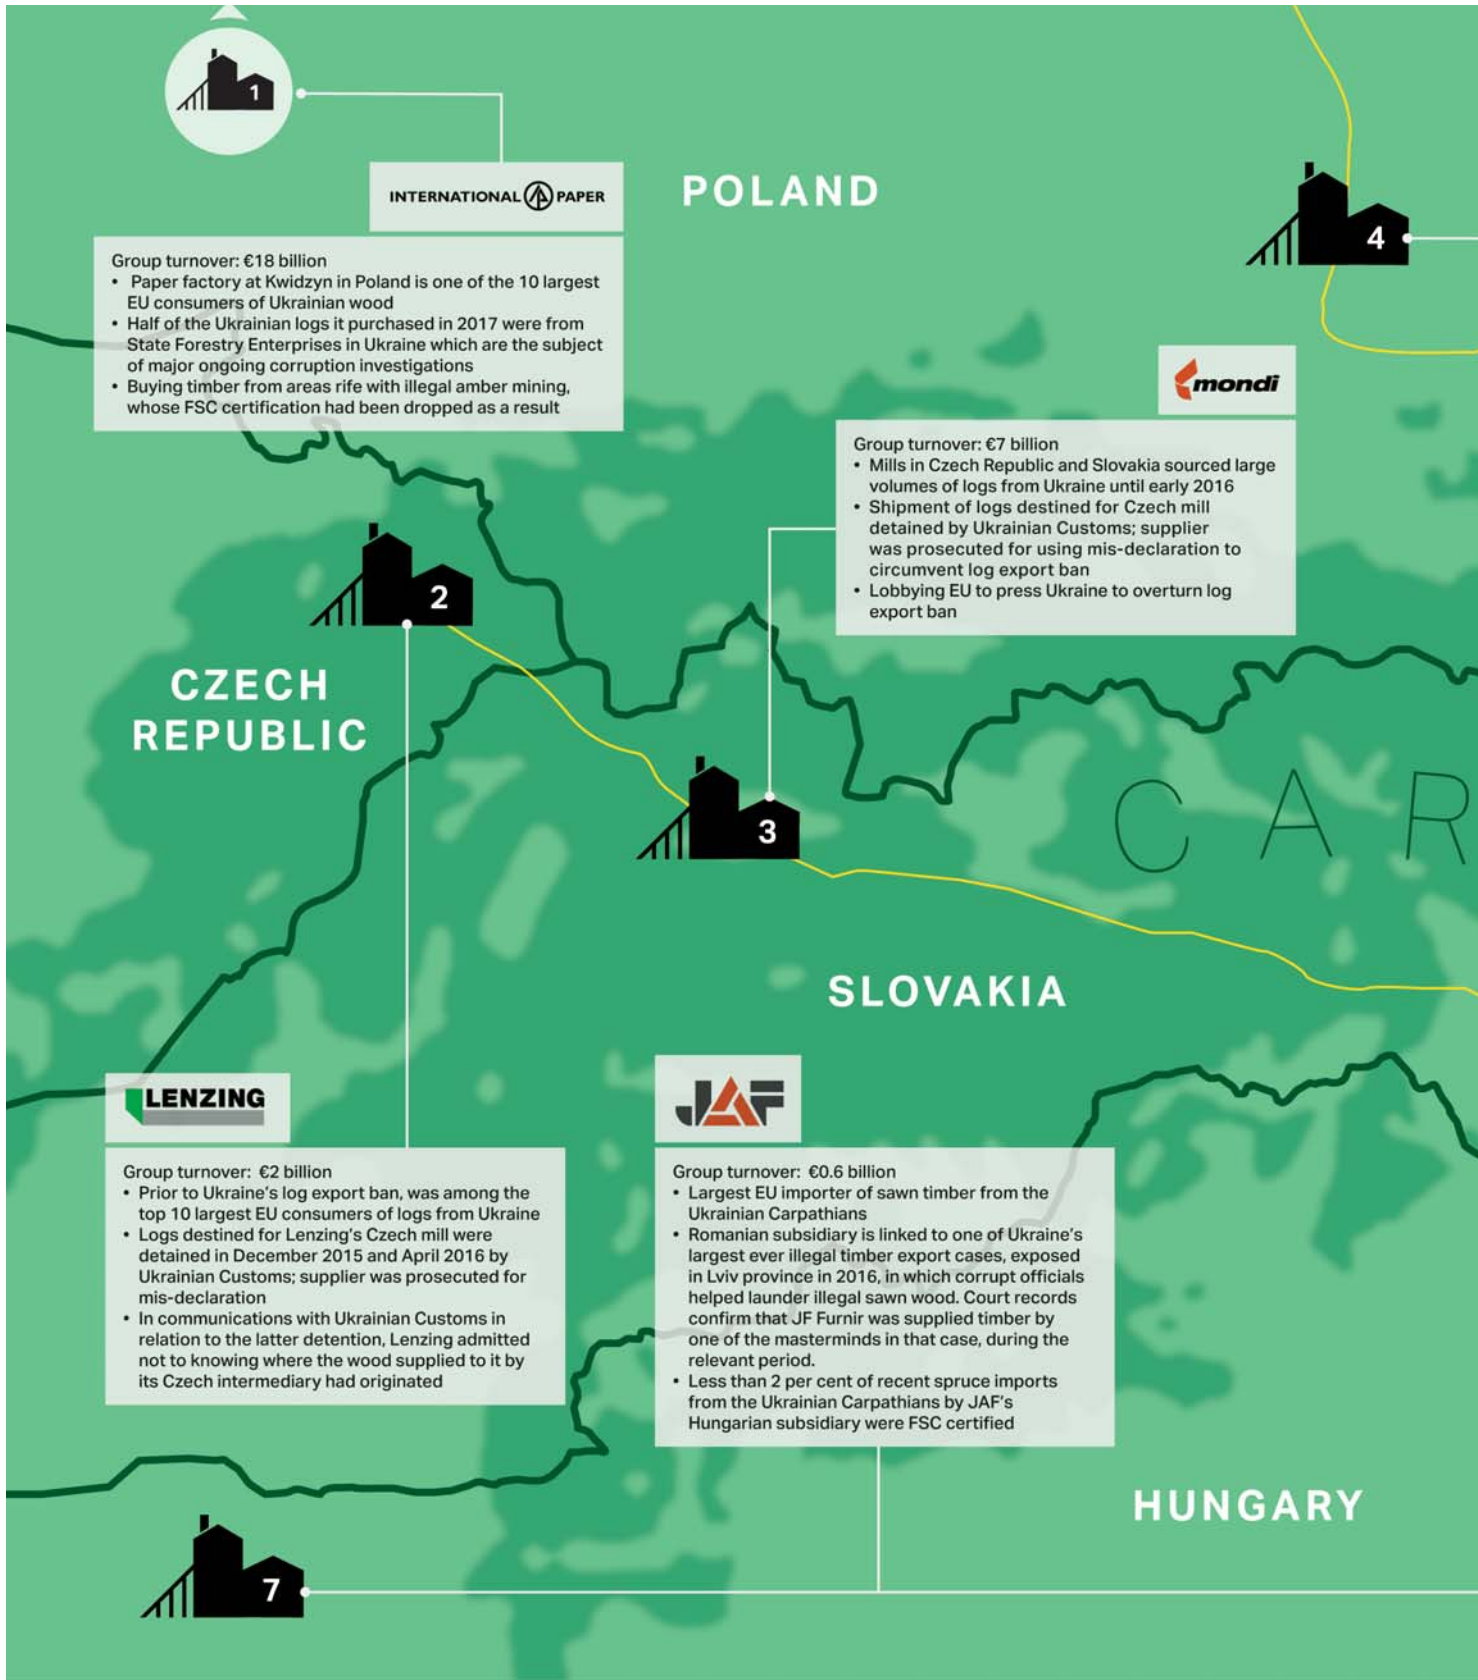 1
INTERNATIONAL PAPER
POLAND
4
Group turnover: €18 billion
• Paper factory at Kwidzyn in Poland is one of the 10 largest
EU consumers of Ukrainian wood
• Half of the Ukrainian logs it purchased in 2017 were from
State Forestry Enterprises in Ukraine which are the subject
of major ongoing corruption investigations
• Buying timber from areas rife with illegal amber mining,
whose FSC certification had been dropped as a result
mondi
Group turnover: €7 billion
• Mills in Czech Republic and Slovakia sourced large
volumes of logs from Ukraine until early 2016
• Shipment of logs destined for Czech mill
detained by Ukrainian Customs; supplier
was prosecuted for using mis-declaration to
circumvent log export ban
• Lobbying EU to press Ukraine to overturn log
export ban
2
CZECH
REPUBLIC
3
C A R
SLOVAKIA
LENZING
Group turnover: €2 billion
• Prior to Ukraine's log export ban, was among the
top 10 largest EU consumers of logs from Ukraine
• Logs destined for Lenzing's Czech mill were
detained in December 2015 and April 2016 by
Ukrainian Customs; supplier was prosecuted for
mis-declaration
• In communications with Ukrainian Customs in
relation to the latter detention, Lenzing admitted
not to knowing where the wood supplied to it by
its Czech intermediary had originated
JAF
Group turnover: €0.6 billion
• Largest EU importer of sawn timber from the
Ukrainian Carpathians
• Romanian subsidiary is linked to one of Ukraine's
largest ever illegal timber export cases, exposed
in Lviv province in 2016, in which corrupt officials
helped launder illegal sawn wood. Court records
confirm that JF Furnir was supplied timber by
one of the masterminds in that case, during the
relevant period.
• Less than 2 per cent of recent spruce imports
from the Ukrainian Carpathians by JAF's
Hungarian subsidiary were FSC certified
HUNGARY
7